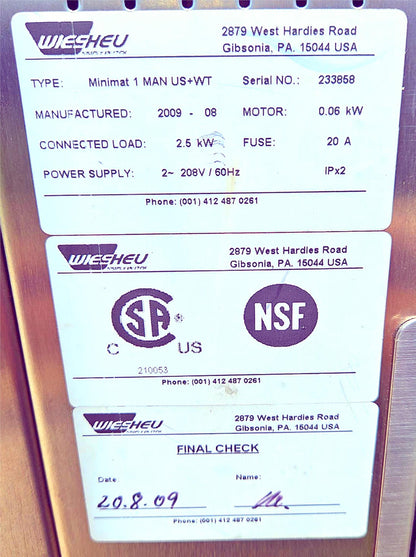 WIESHEU
2879 West Hardies Road
Gibsonia, PA. 15044 USA
TYPE: Minimat 1 MAN US+WT Serial NO.: 233858
MANUFACTURED: 2009 - 08 MOTOR: 0.06 kW
CONNECTED LOAD: 2.5 kW FUSE: 20 A
POWER SUPPLY: 2~ 208V / 60Hz IPx2
Phone: (001) 412 487 0261
WIESHEU
2879 West Hardies Road
Gibsonia, PA. 15044 USA
CSA ®
C US
NSF
210053
Phone: (001) 412 487 0261
WIESHEU
2879 West Hardies Road
Gibsonia, PA. 15044 USA
FINAL CHECK
Date Name:
20.8.09
Phone: (001) 412 487 0261